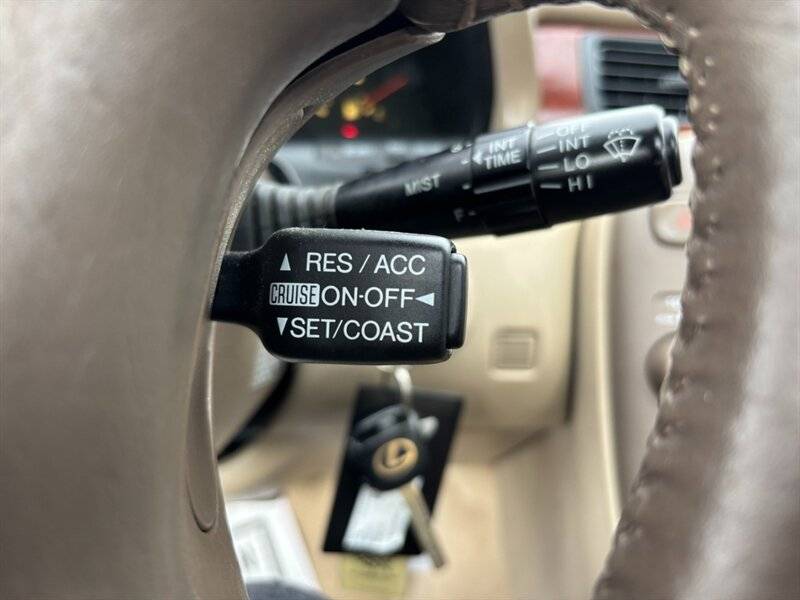 OFF
INT
INT
TIME
LO
MIST
HI
F
▲ RES / ACC
CRUISE ON-OFF ◄
▼ SET/COAST